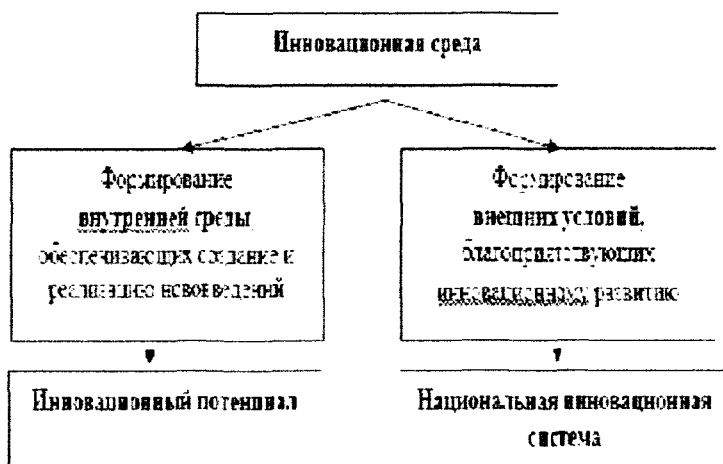 Инновационная среда
Формирование
внутренней среды
обеспечивающих создание и
реализацию нововведений
Формирование
внешних условий,
благоприятствующих
инновационному развитию
Инновационный потенциал
Национальная инновационная
система